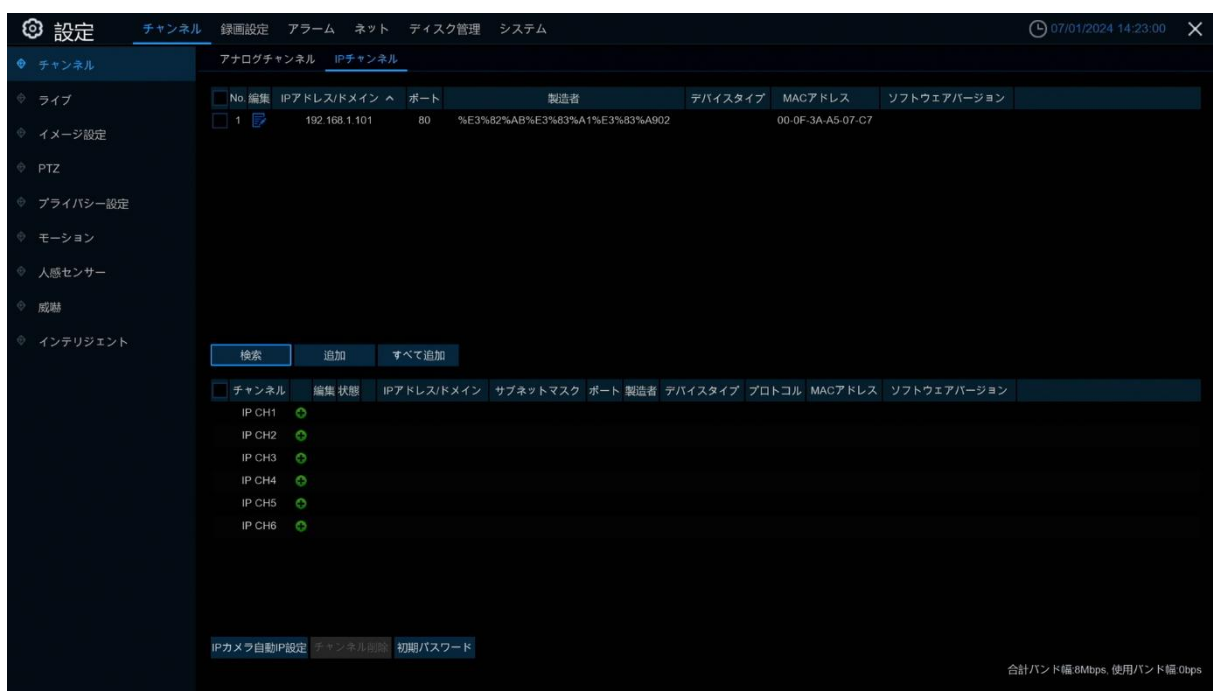 設定 チャンネル 録画設定 アラーム ネット ディスク管理 システム 07/01/2024 14:23:00
チャンネル
ライブ
イメージ設定
PTZ
プライバシー設定
モーション
人感センサー
威嚇
インテリジェント
アナログチャンネル IPチャンネル
No. 編集 IPアドレス/ドメイン ポート 製造者 デバイスタイプ MACアドレス ソフトウェアバージョン
1 192.168.1.101 80 %E3%82%AB%E3%83%A1%E3%83%A902 00-0F-3A-A5-07-C7
検索 追加 すべて追加
チャンネル 編集 状態 IPアドレス/ドメイン サブネットマスク ポート 製造者 デバイスタイプ プロトコル MACアドレス ソフトウェアバージョン
IP CH1
IP CH2
IP CH3
IP CH4
IP CH5
IP CH6
IPカメラ自動IP設定 チャンネル削除 初期パスワード
合計バンド幅:8Mbps, 使用バンド幅:0bps